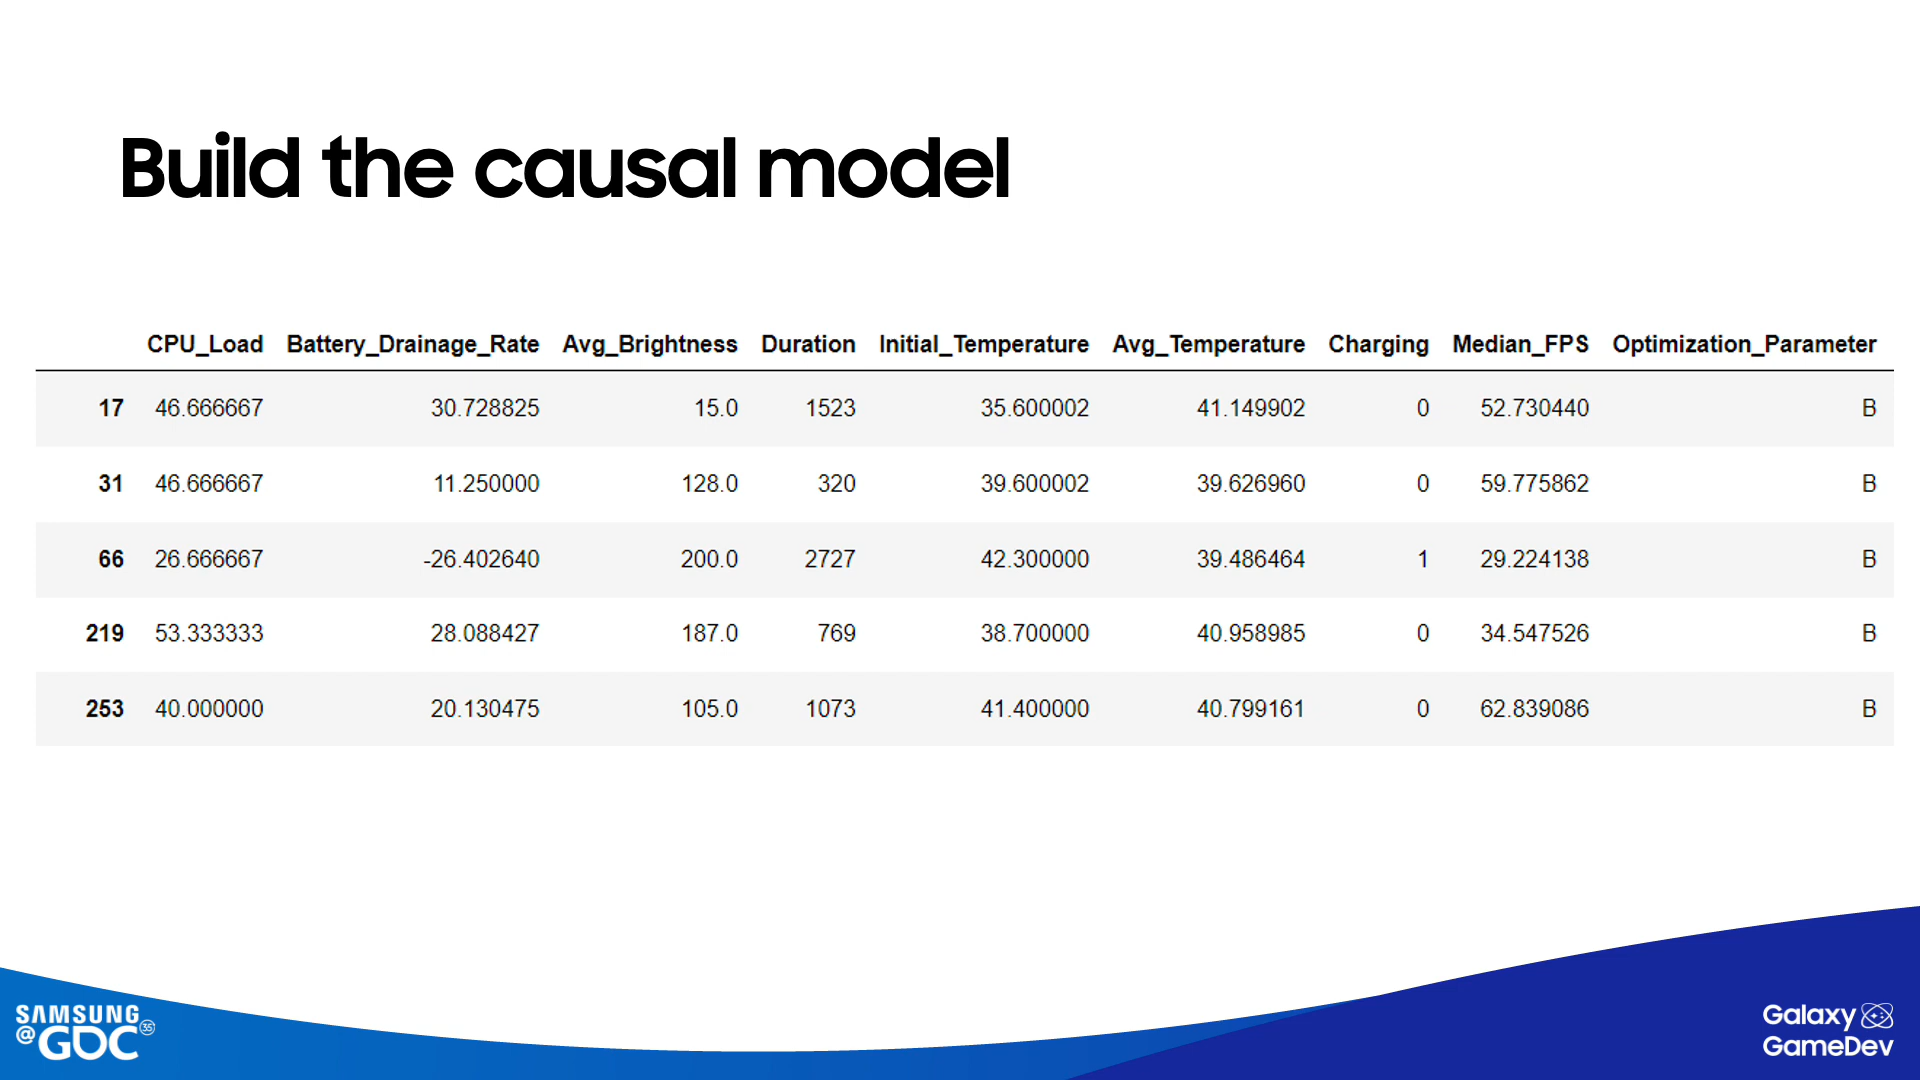 Build the causal model
CPU_Load Battery_Drainage_Rate Avg_Brightness Duration Initial_Temperature Avg_Temperature Charging Median_FPS Optimization_Parameter
17 46.666667 30.728825 15.0 1523 35.600002 41.149902 0 52.730440 B
31 46.666667 11.250000 128.0 320 39.600002 39.626960 0 59.775862 B
66 26.666667 -26.402640 200.0 2727 42.300000 39.486464 1 29.224138 B
219 53.333333 28.088427 187.0 769 38.700000 40.958985 0 34.547526 B
253 40.000000 20.130475 105.0 1073 41.400000 40.799161 0 62.839086 B
SAMSUNG
@GDC 35
Galaxy
GameDev